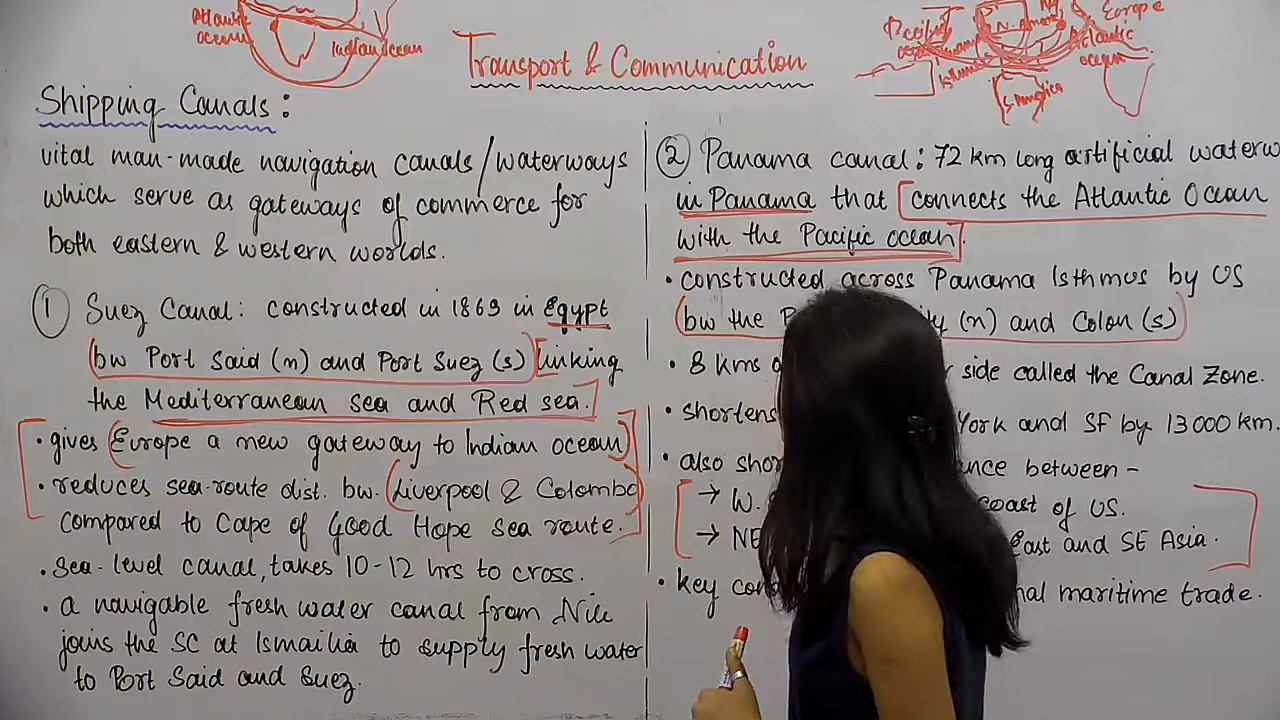 Atlantic
ocean
Indian Ocean
Transport & Communication
Pacific
N. America
Europe
Atlantic
ocean
S. America
Shipping Canals:
vital man-made navigation canals/waterways
which serve as gateways of commerce for
both eastern & western worlds.
① Suez Canal: constructed in 1869 in Egypt
bw Port Said (n) and Port Suez (s) linking
the Mediterranean sea and Red sea.
• gives Europe a new gateway to Indian ocean
• reduces sea-route dist. bw. Liverpool & Colombo
compared to Cape of Good Hope sea route.
• Sea-level canal, takes 10-12 hrs to cross.
• a navigable fresh water canal from Nile
joins the SC at Ismailia to supply fresh water
to Port Said and Suez.
② Panama canal: 72 km long artificial waterw
in Panama that connects the Atlantic Ocean
with the Pacific ocean.
• constructed across Panama Isthmus by US
bw the (n) and Colon (s)
• 8 kms side called the Canal Zone.
• shortens York and SF by 13000 km.
• also between -
→ W. coast of US.
→ NE East and SE Asia.
• key maritime trade.